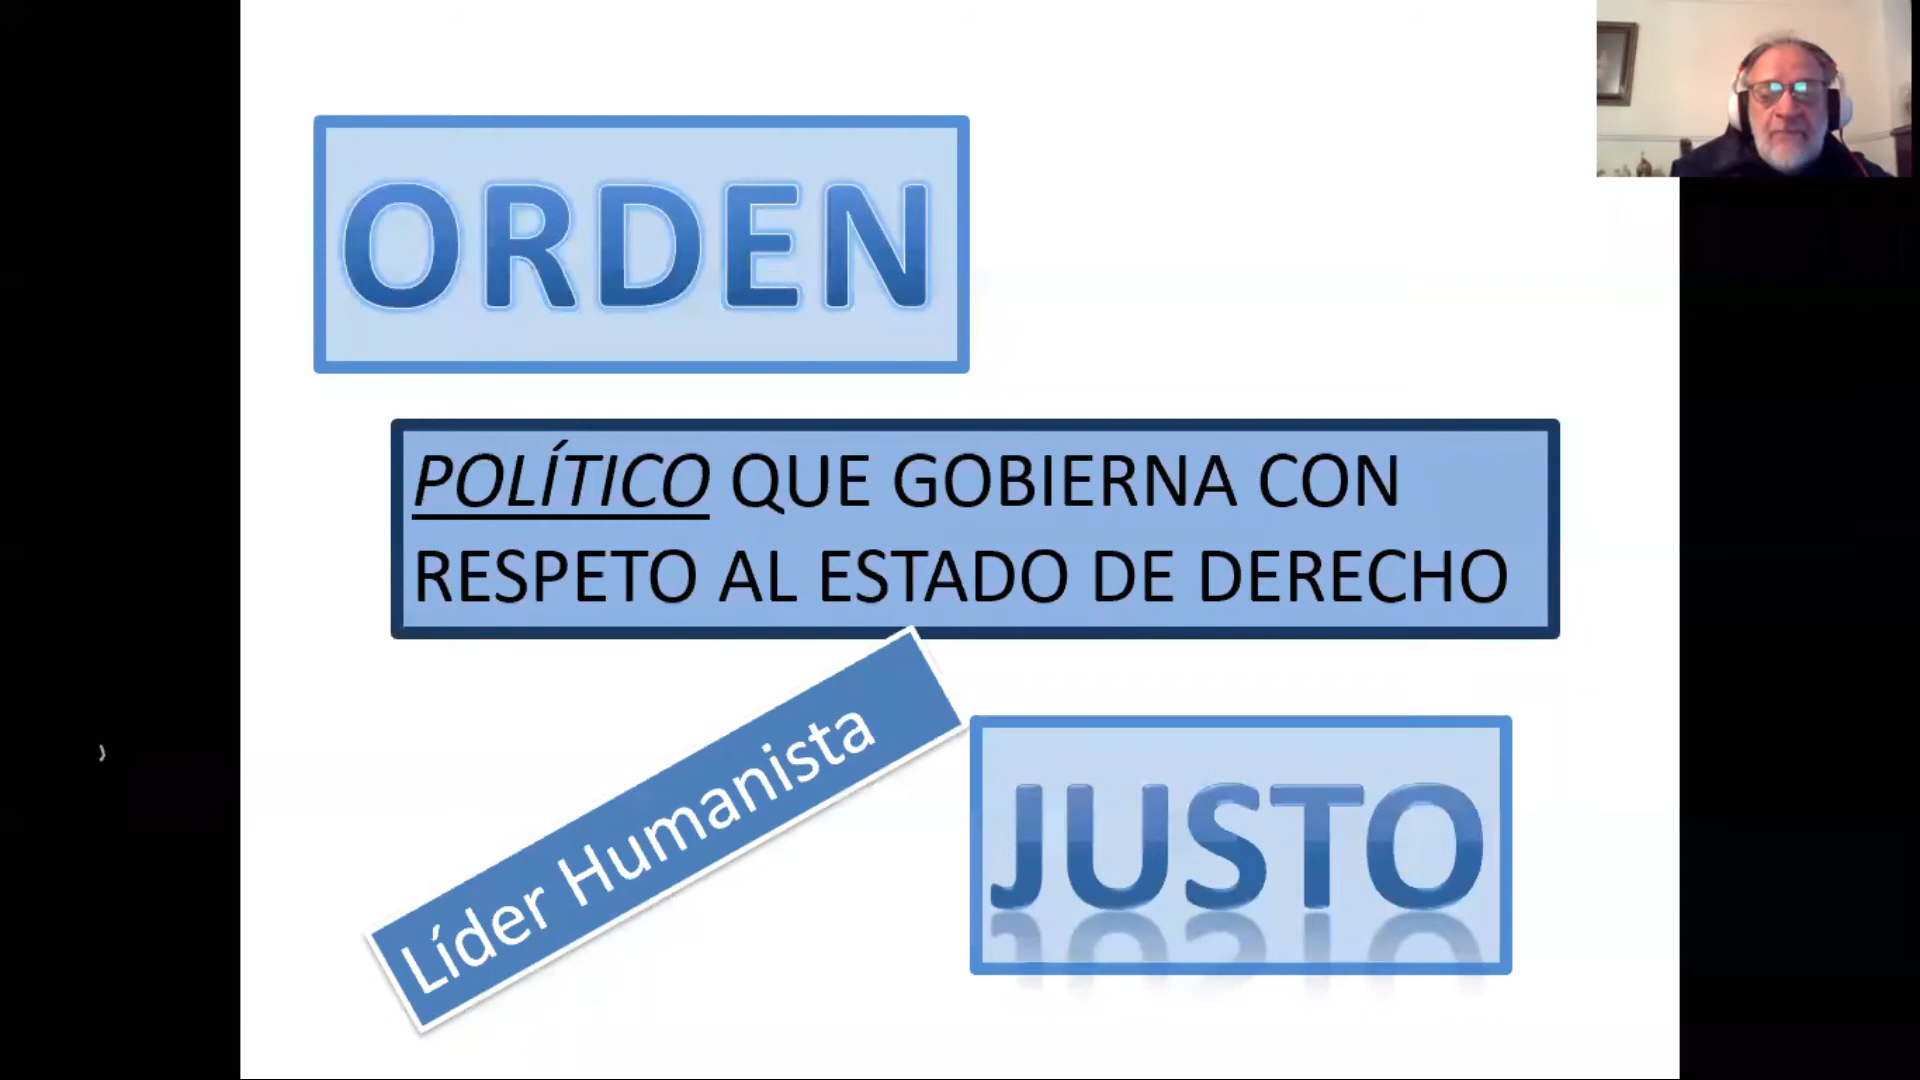 ORDEN
POLÍTICO QUE GOBIERNA CON
RESPETO AL ESTADO DE DERECHO
Líder Humanista
JUSTO